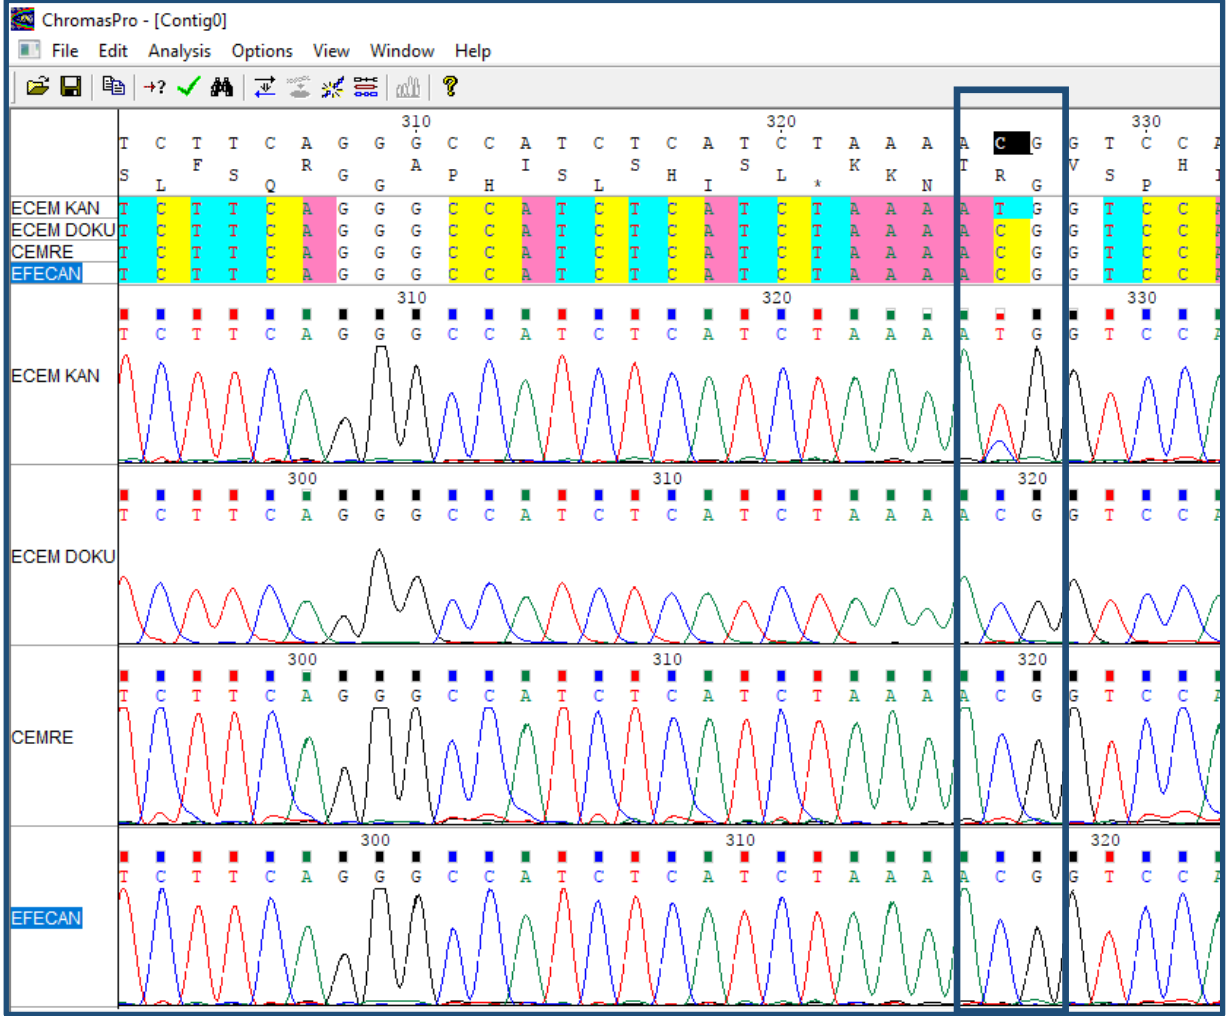 ChromasPro - [Contig0]
File Edit Analysis Options View Window Help
310 320 330
T C T T C A G G G C C A T C T C A T C T A A A A C G G T C C A
F R A I S S K T V H
S S G P S H L K R S
L Q G H L I * N G P
ECEM KAN T C T T C A G G G C C A T C T C A T C T A A A A T G G T C C A
ECEM DOKU T C T T C A G G G C C A T C T C A T C T A A A A C G G T C C A
CEMRE T C T T C A G G G C C A T C T C A T C T A A A A C G G T C C A
EFECAN T C T T C A G G G C C A T C T C A T C T A A A A C G G T C C A
310 320 330
T C T T C A G G G C C A T C T C A T C T A A A A T G G T C C A
ECEM KAN
300 310 320
T C T T C A G G G C C A T C T C A T C T A A A A C G G T C C A
ECEM DOKU
300 310 320
T C T T C A G G G C C A T C T C A T C T A A A A C G G T C C A
CEMRE
300 310 320
T C T T C A G G G C C A T C T C A T C T A A A A C G G T C C A
EFECAN